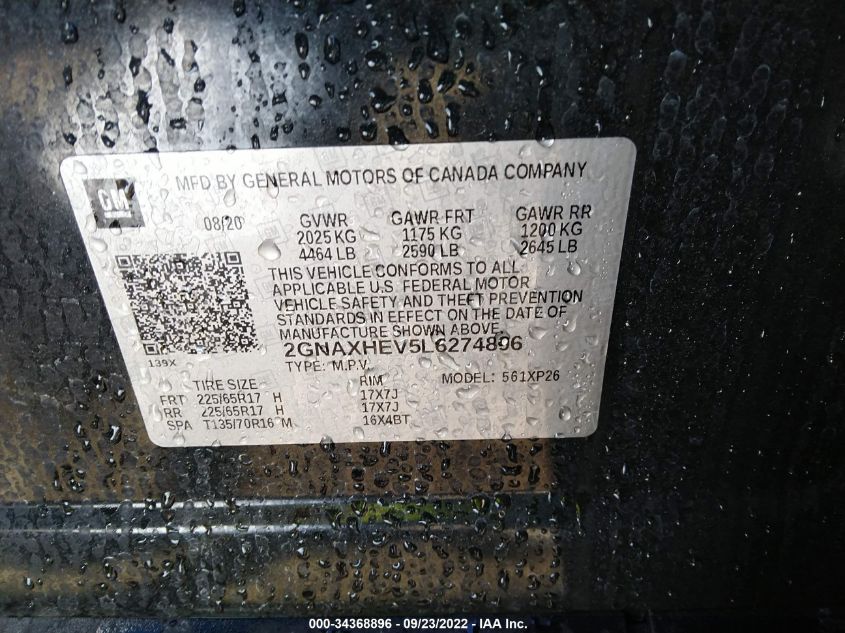 GM
MFD BY GENERAL MOTORS OF CANADA COMPANY
08/20 GVWR GAWR FRT GAWR RR
2025 KG 1175 KG 1200 KG
4464 LB 2590 LB 2645 LB
THIS VEHICLE CONFORMS TO ALL
APPLICABLE U.S. FEDERAL MOTOR
VEHICLE SAFETY AND THEFT PREVENTION
STANDARDS IN EFFECT ON THE DATE OF
MANUFACTURE SHOWN ABOVE.
139X
2GNAXHEV5L6274896
TYPE: M.P.V. MODEL: 561XP26
TIRE SIZE RIM
FRT 225/65R17 H 17X7J
RR 225/65R17 H 17X7J
SPA T135/70R16 M 16X4BT
000-34368896 - 09/23/2022 - IAA Inc.